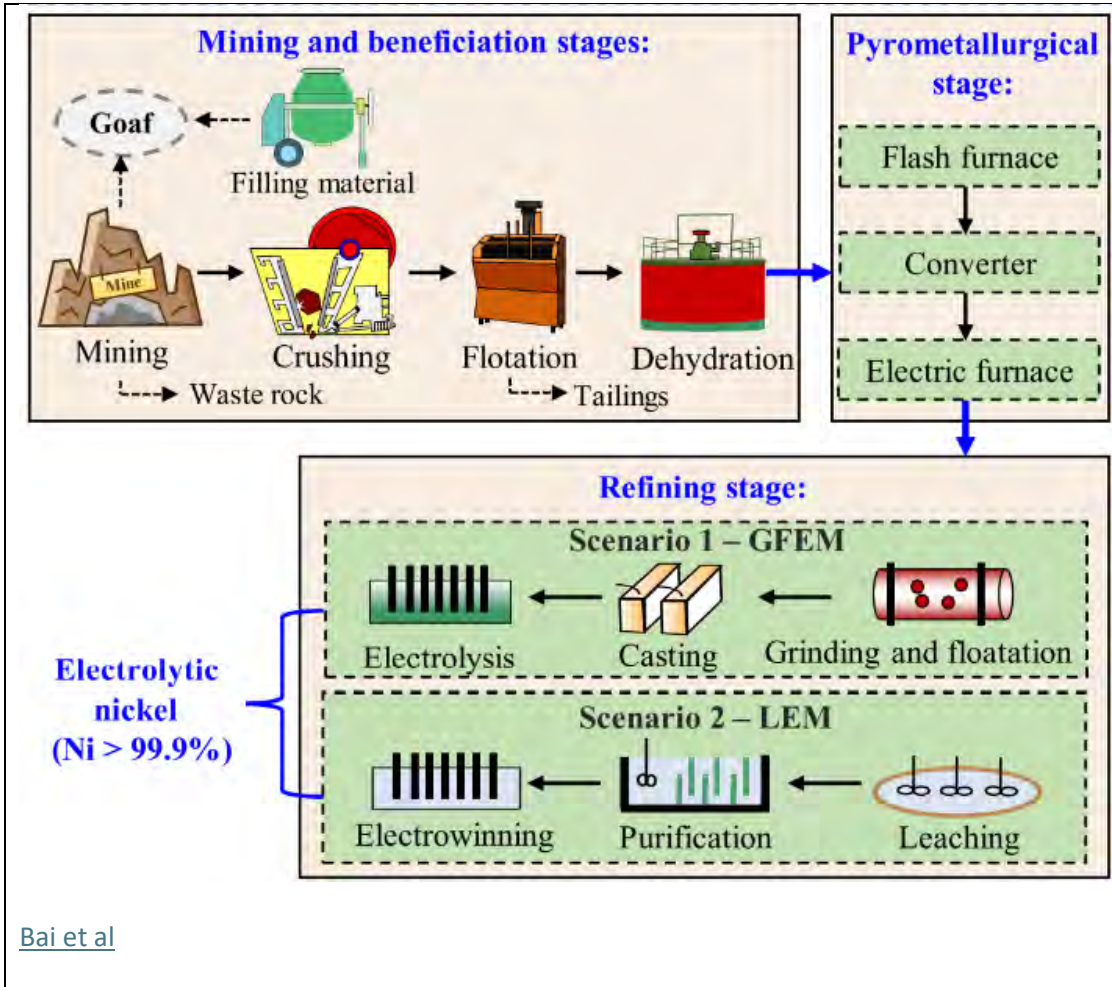 Mining and beneficiation stages:
Goaf
Filling material
Mine
Mining
Crushing
Flotation
Dehydration
Waste rock
Tailings
Pyrometallurgical
stage:
Flash furnace
Converter
Electric furnace
Refining stage:
Scenario 1 – GFEM
Electrolysis
Casting
Grinding and floatation
Scenario 2 – LEM
Electrowinning
Purification
Leaching
Electrolytic
nickel
(Ni > 99.9%)
Bai et al